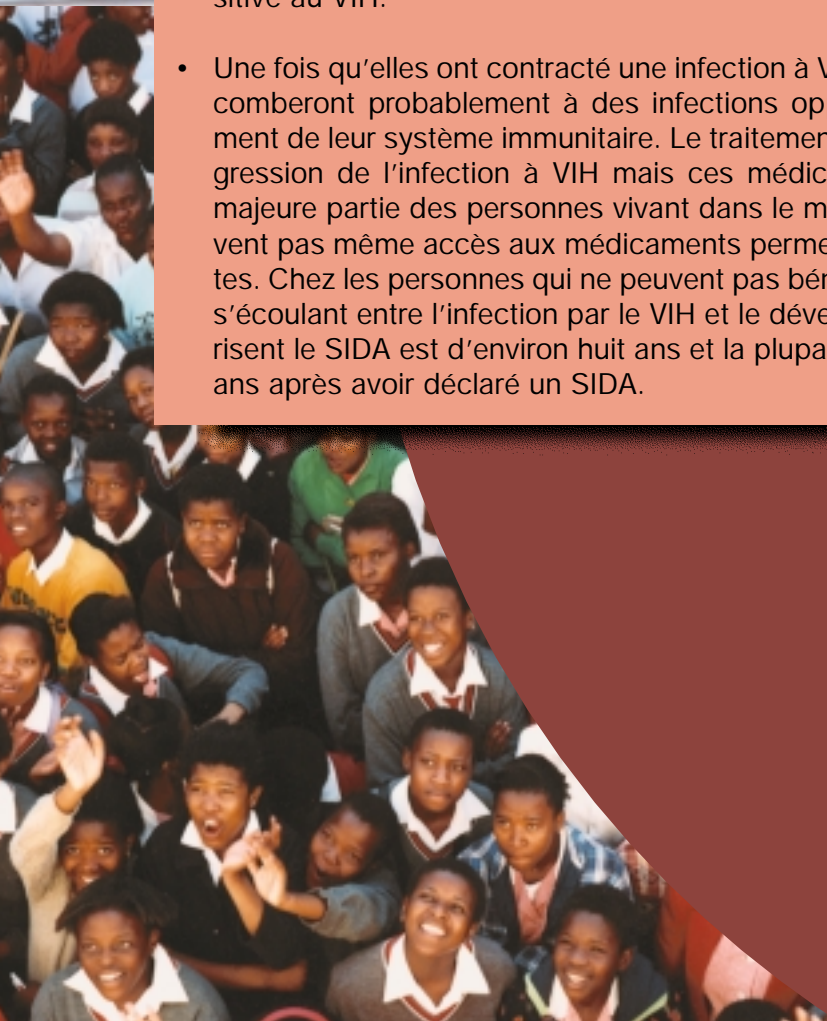 sitive au VIH.
• Une fois qu’elles ont contracté une infection à V
comberont probablement à des infections op
ment de leur système immunitaire. Le traitemen
gression de l’infection à VIH mais ces médic
majeure partie des personnes vivant dans le m
vent pas même accès aux médicaments perme
tes. Chez les personnes qui ne peuvent pas bén
s’écoulant entre l’infection par le VIH et le déve
risent le SIDA est d’environ huit ans et la plupa
ans après avoir déclaré un SIDA.